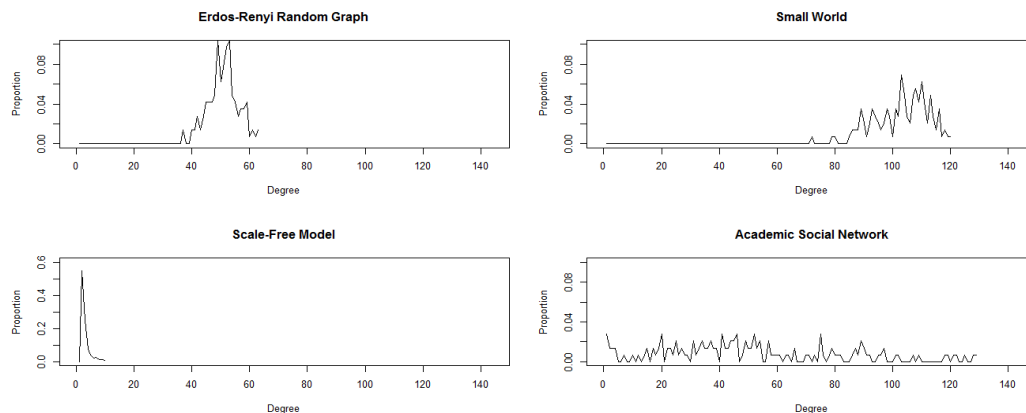 Erdos-Renyi Random Graph
Proportion
0.00 0.04 0.08
0 20 40 60 80 100 120 140
Degree
Small World
Proportion
0.00 0.04 0.08
0 20 40 60 80 100 120 140
Degree
Scale-Free Model
Proportion
0.0 0.2 0.4 0.6
0 20 40 60 80 100 120 140
Degree
Academic Social Network
Proportion
0.00 0.04 0.08
0 20 40 60 80 100 120 140
Degree